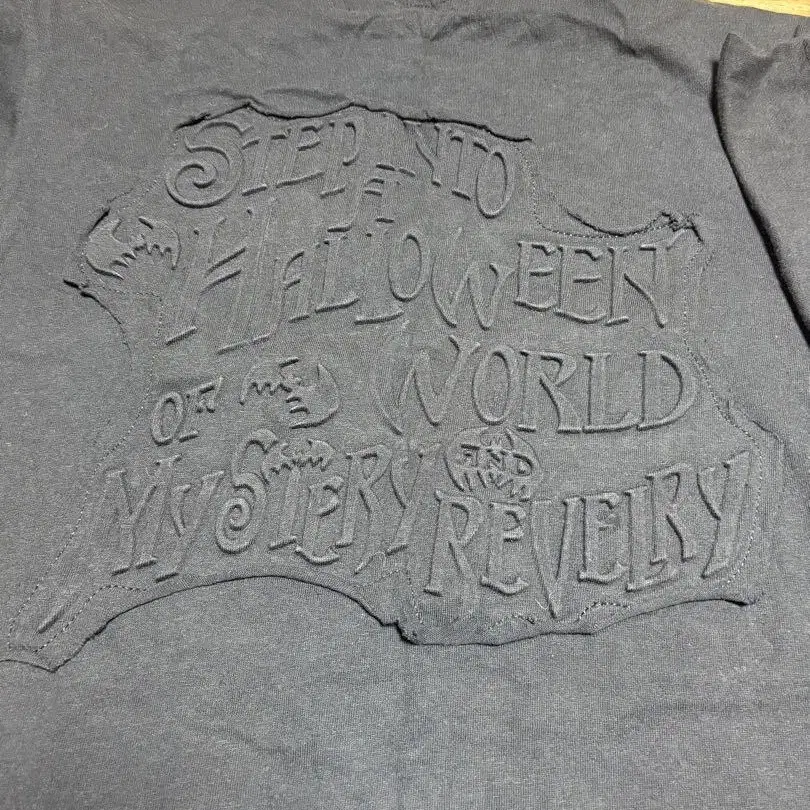 STEP INTO
A
HALLOWEEN
OF WORLD
MYSTERY AND
REVELRY